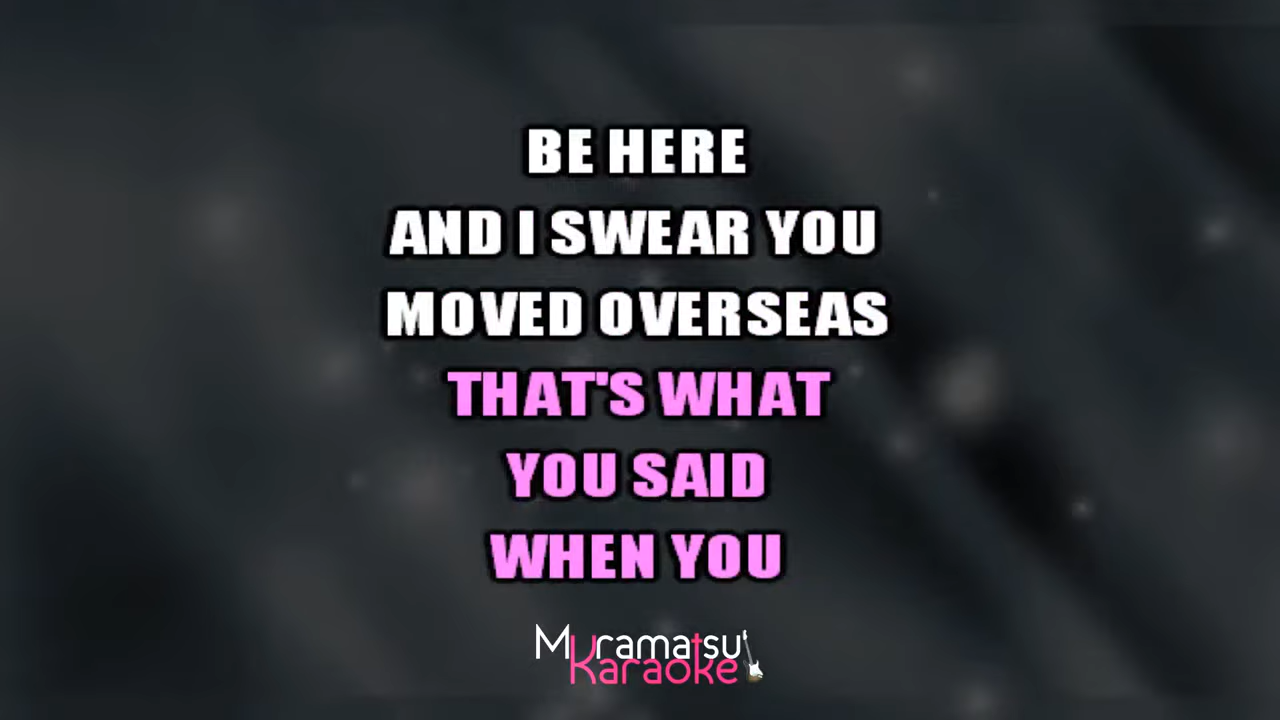 BE HERE
AND I SWEAR YOU
MOVED OVERSEAS
THAT'S WHAT
YOU SAID
WHEN YOU
Muramatsu
Karaoke